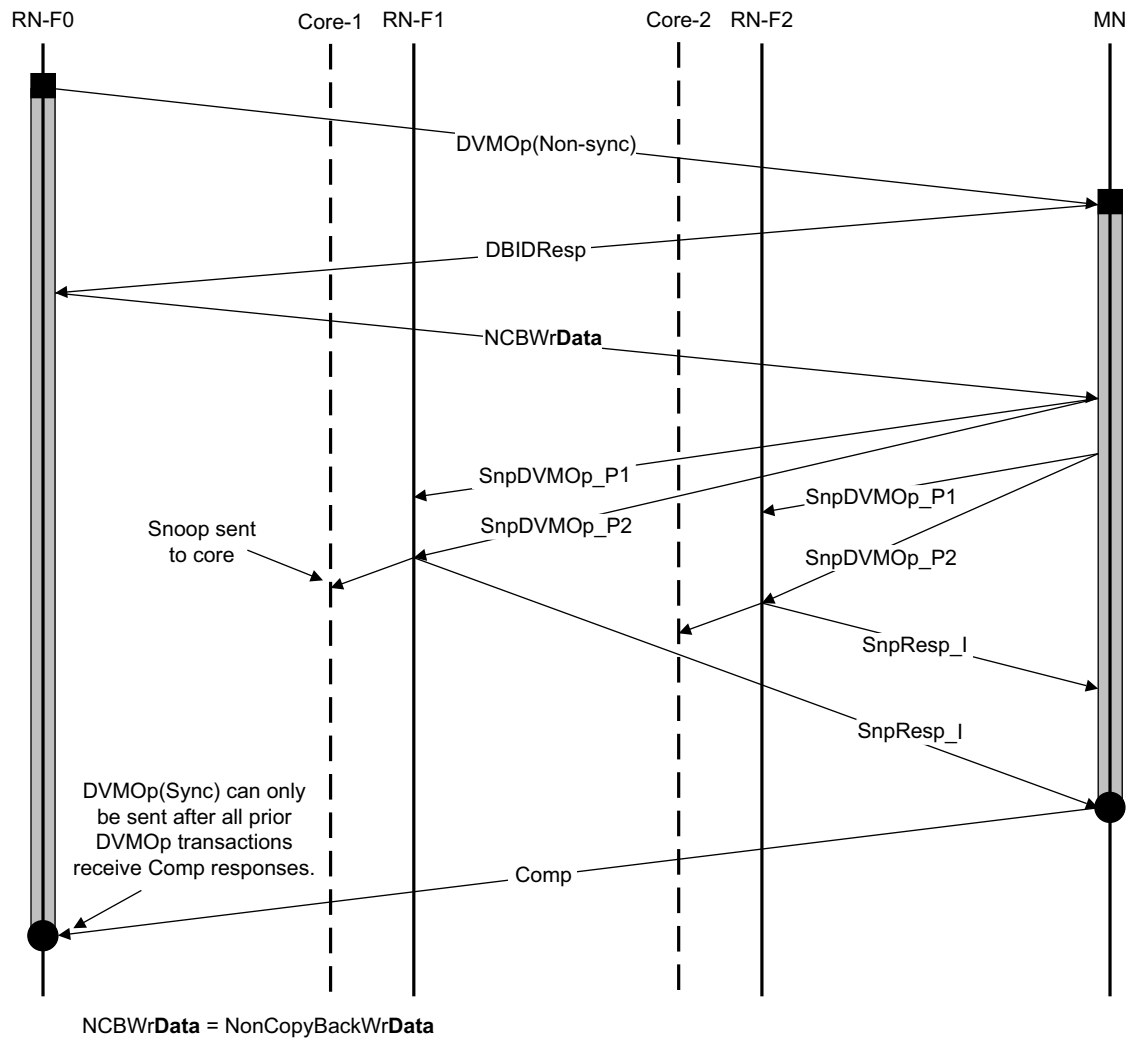 RN-F0
Core-1
RN-F1
Core-2
RN-F2
MN
DVMOp(Non-sync)
DBIDResp
NCBWrData
SnpDVMOp_P1
SnpDVMOp_P1
SnpDVMOp_P2
Snoop sent
to core
SnpDVMOp_P2
SnpResp_I
SnpResp_I
DVMOp(Sync) can only
be sent after all prior
DVMOp transactions
receive Comp responses.
Comp
NCBWrData = NonCopyBackWrData